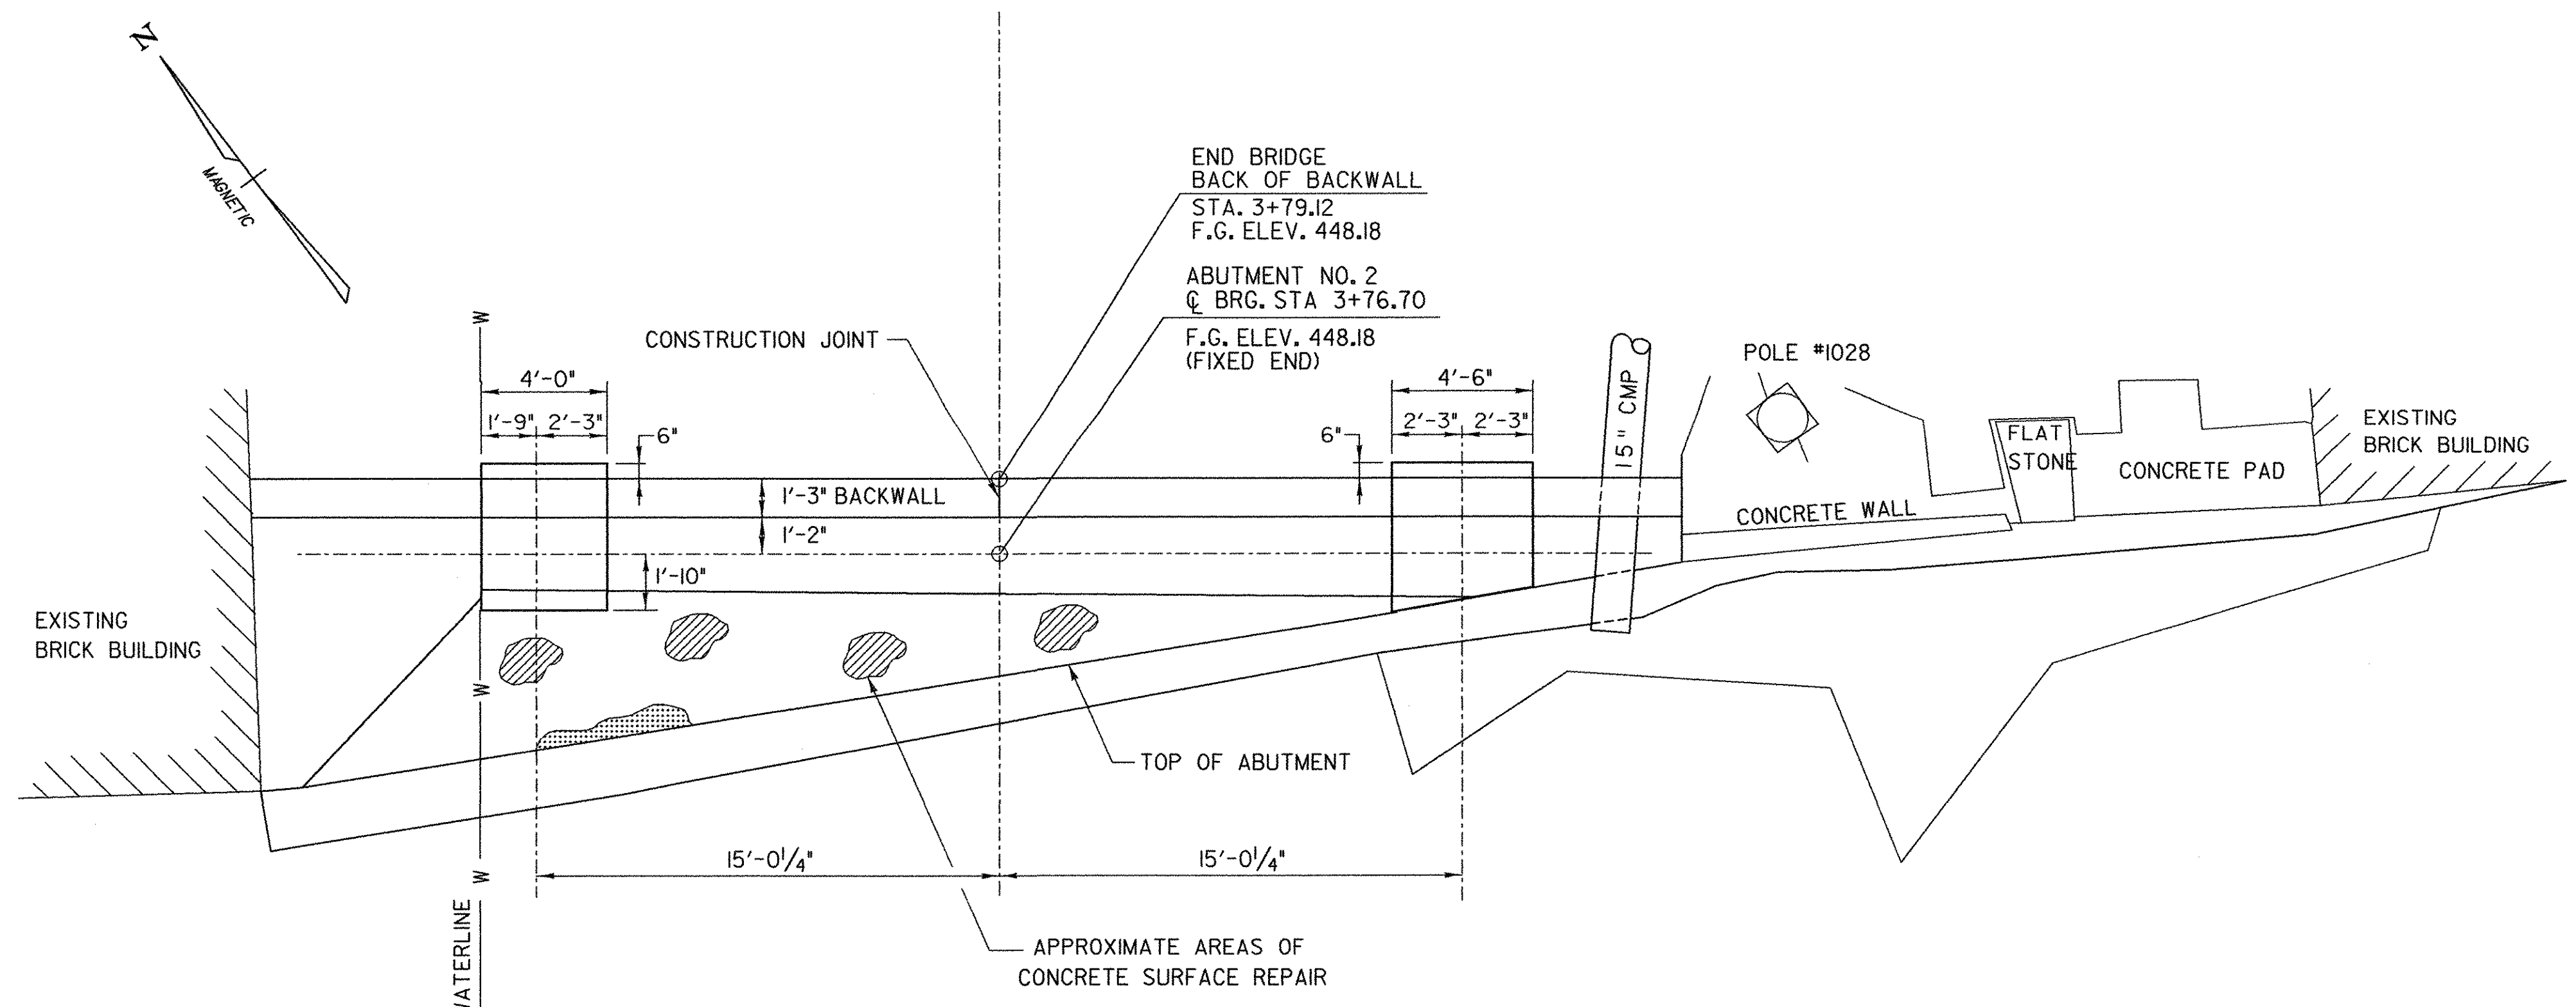 N
MAGNETIC
END BRIDGE
BACK OF BACKWALL
STA. 3+79.12
F.G. ELEV. 448.18
ABUTMENT NO. 2
℄ BRG. STA 3+76.70
F.G. ELEV. 448.18
(FIXED END)
CONSTRUCTION JOINT
W
4'-0"
1'-9"
2'-3"
6"
4'-6"
2'-3"
2'-3"
6"
15" CMP
POLE #1028
FLAT
STONE
CONCRETE PAD
EXISTING
BRICK BUILDING
1'-3" BACKWALL
1'-2"
1'-10"
CONCRETE WALL
EXISTING
BRICK BUILDING
W
W
TOP OF ABUTMENT
15'-0 1/4"
15'-0 1/4"
W
APPROXIMATE AREAS OF
CONCRETE SURFACE REPAIR